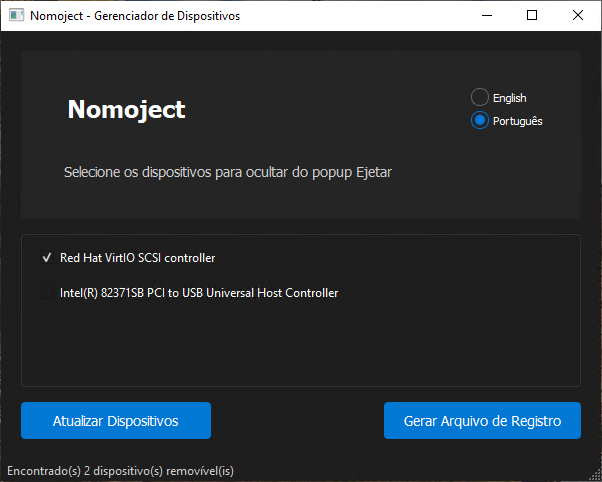 Nomoject - Gerenciador de Dispositivos
Nomoject
English
Português
Selecione os dispositivos para ocultar do popup Ejetar
Red Hat VirtIO SCSI controller
Intel(R) 82371SB PCI to USB Universal Host Controller
Atualizar Dispositivos
Gerar Arquivo de Registro
Encontrado(s) 2 dispositivo(s) removível(is)